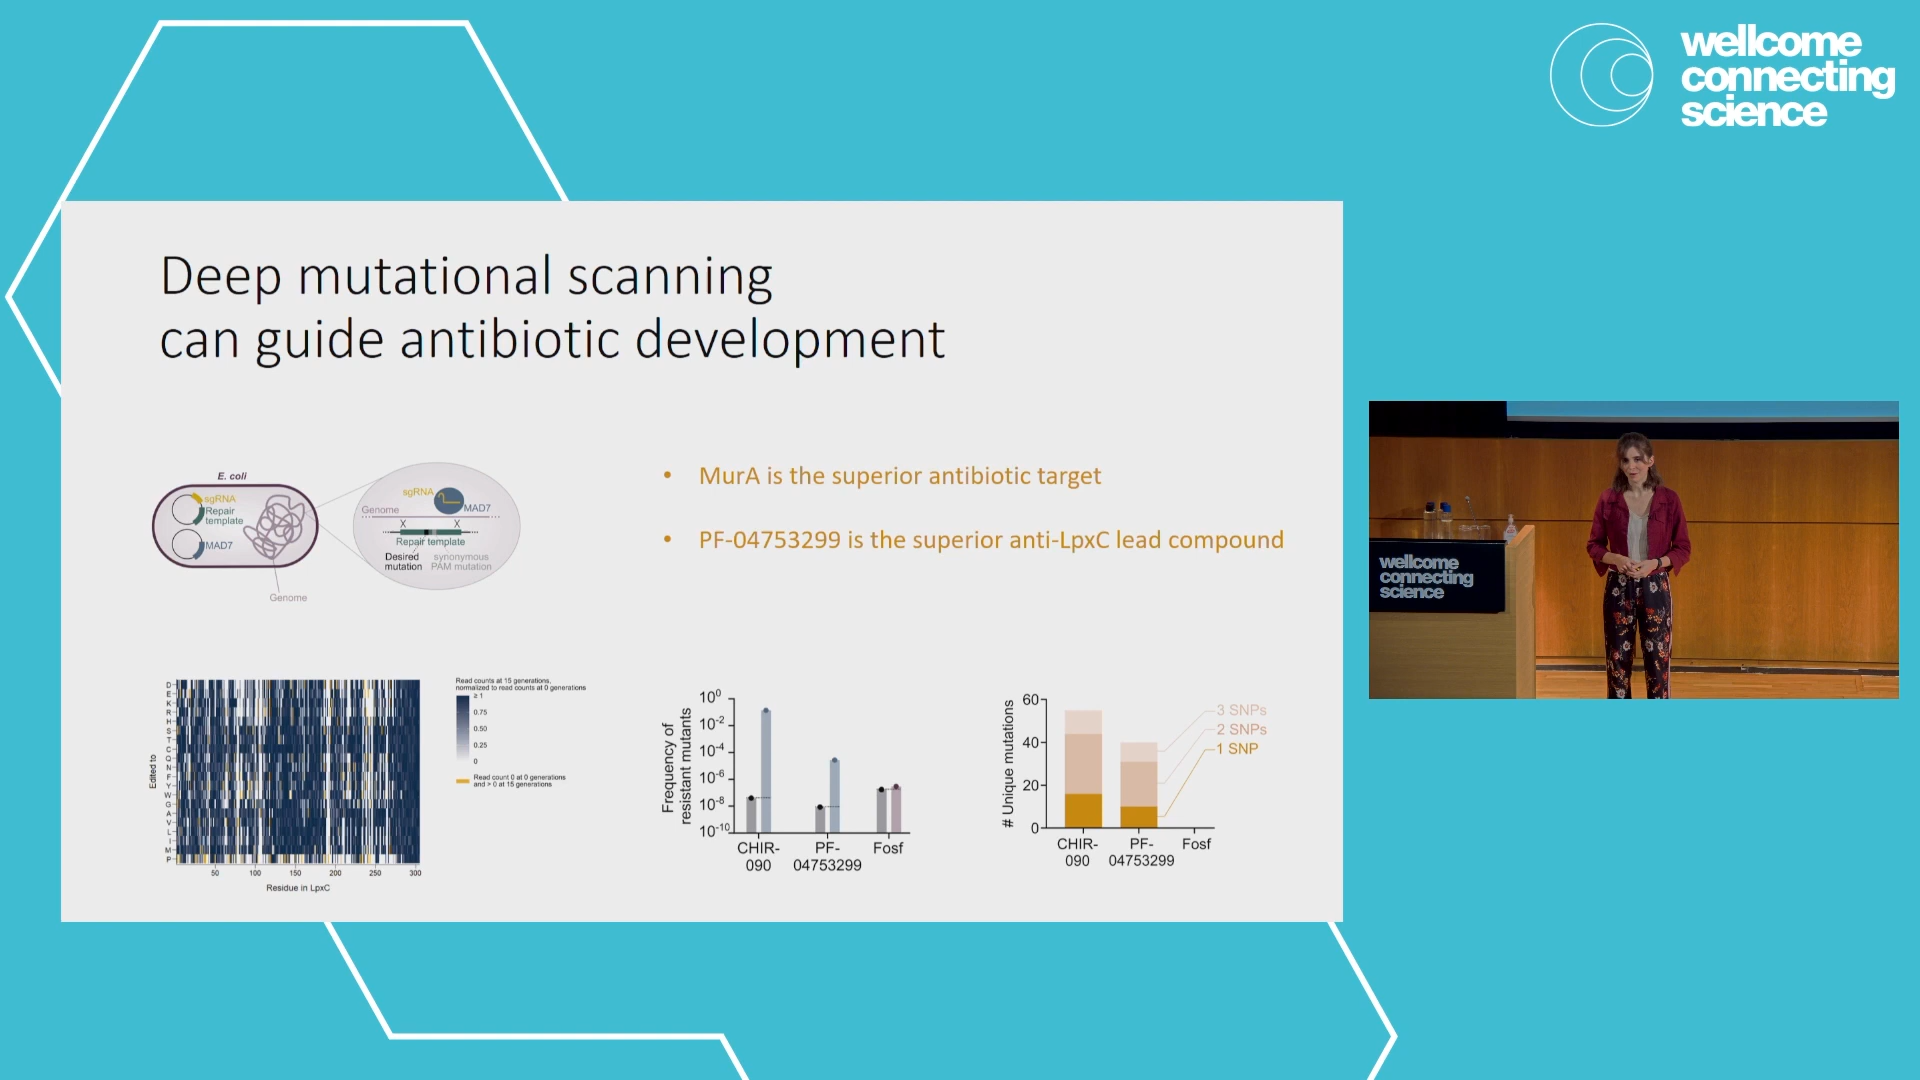 wellcome
connecting
science
Deep mutational scanning
can guide antibiotic development
E. coli
sgRNA
Repair
template
MAD7
Genome
sgRNA
MAD7
Genome
X X
Repair template
Desired
mutation
synonymous
PAM mutation
• MurA is the superior antibiotic target
• PF-04753299 is the superior anti-LpxC lead compound
Edited to
D
E
K
R
H
S
T
C
Q
N
F
Y
W
G
A
V
L
I
M
P
50 100 150 200 250 300
Residue in LpxC
Read counts at 15 generations,
normalized to read counts at 0 generations
≥ 1
0.75
0.50
0.25
0
Read count 0 at 0 generations
and > 0 at 15 generations
Frequency of
resistant mutants
10⁰
10⁻²
10⁻⁴
10⁻⁶
10⁻⁸
10⁻¹⁰
CHIR-
090
PF-
04753299
Fosf
# Unique mutations
60
40
20
0
CHIR-
090
PF-
04753299
Fosf
3 SNPs
2 SNPs
1 SNP
wellcome
connecting
science